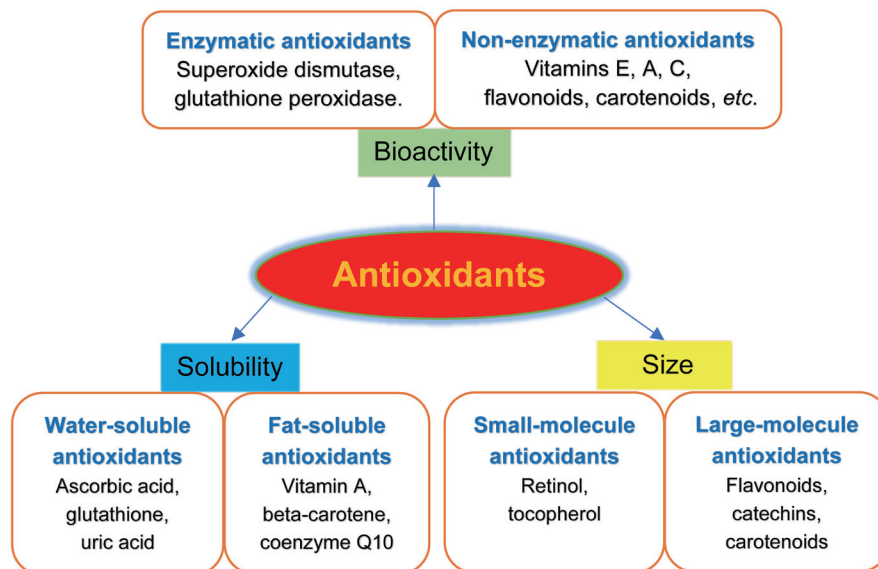 Enzymatic antioxidants
Superoxide dismutase,
glutathione peroxidase.
Non-enzymatic antioxidants
Vitamins E, A, C,
flavonoids, carotenoids, etc.
Bioactivity
Antioxidants
Solubility
Size
Water-soluble
antioxidants
Ascorbic acid,
glutathione,
uric acid
Fat-soluble
antioxidants
Vitamin A,
beta-carotene,
coenzyme Q10
Small-molecule
antioxidants
Retinol,
tocopherol
Large-molecule
antioxidants
Flavonoids,
catechins,
carotenoids